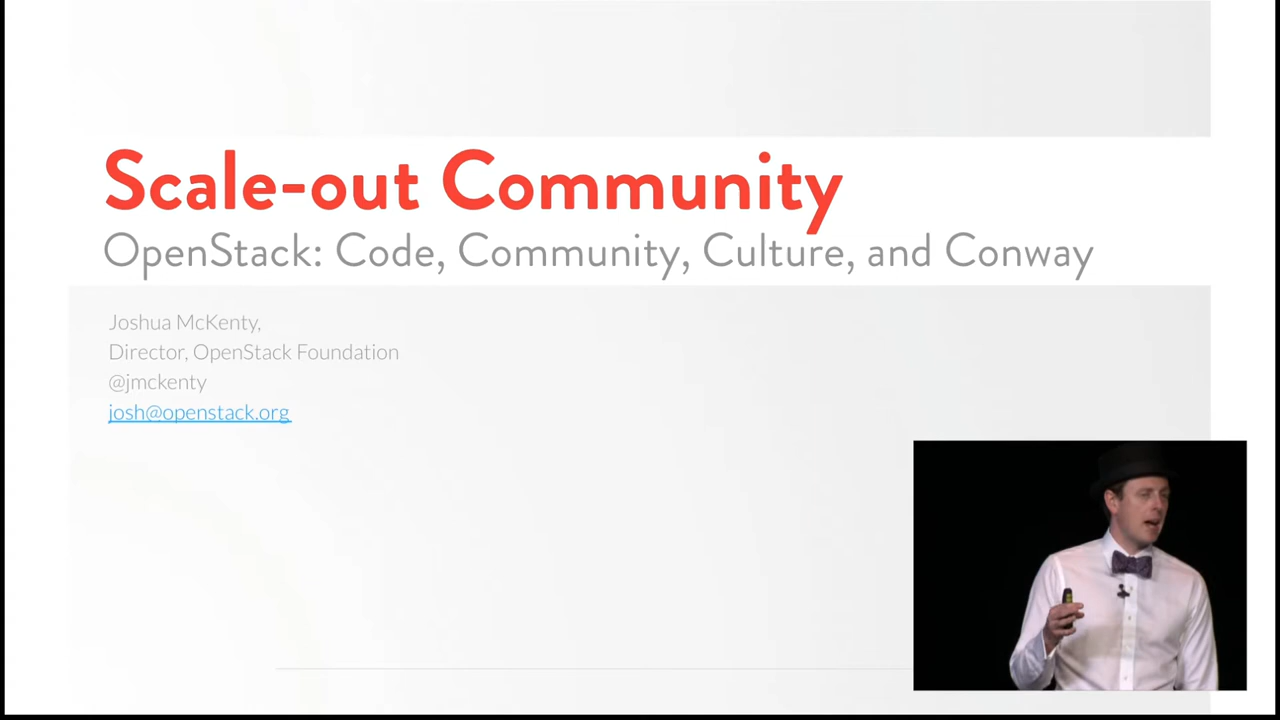 Scale-out Community
OpenStack: Code, Community, Culture, and Conway
Joshua McKenty,
Director, OpenStack Foundation
@jmckenty
josh@openstack.org